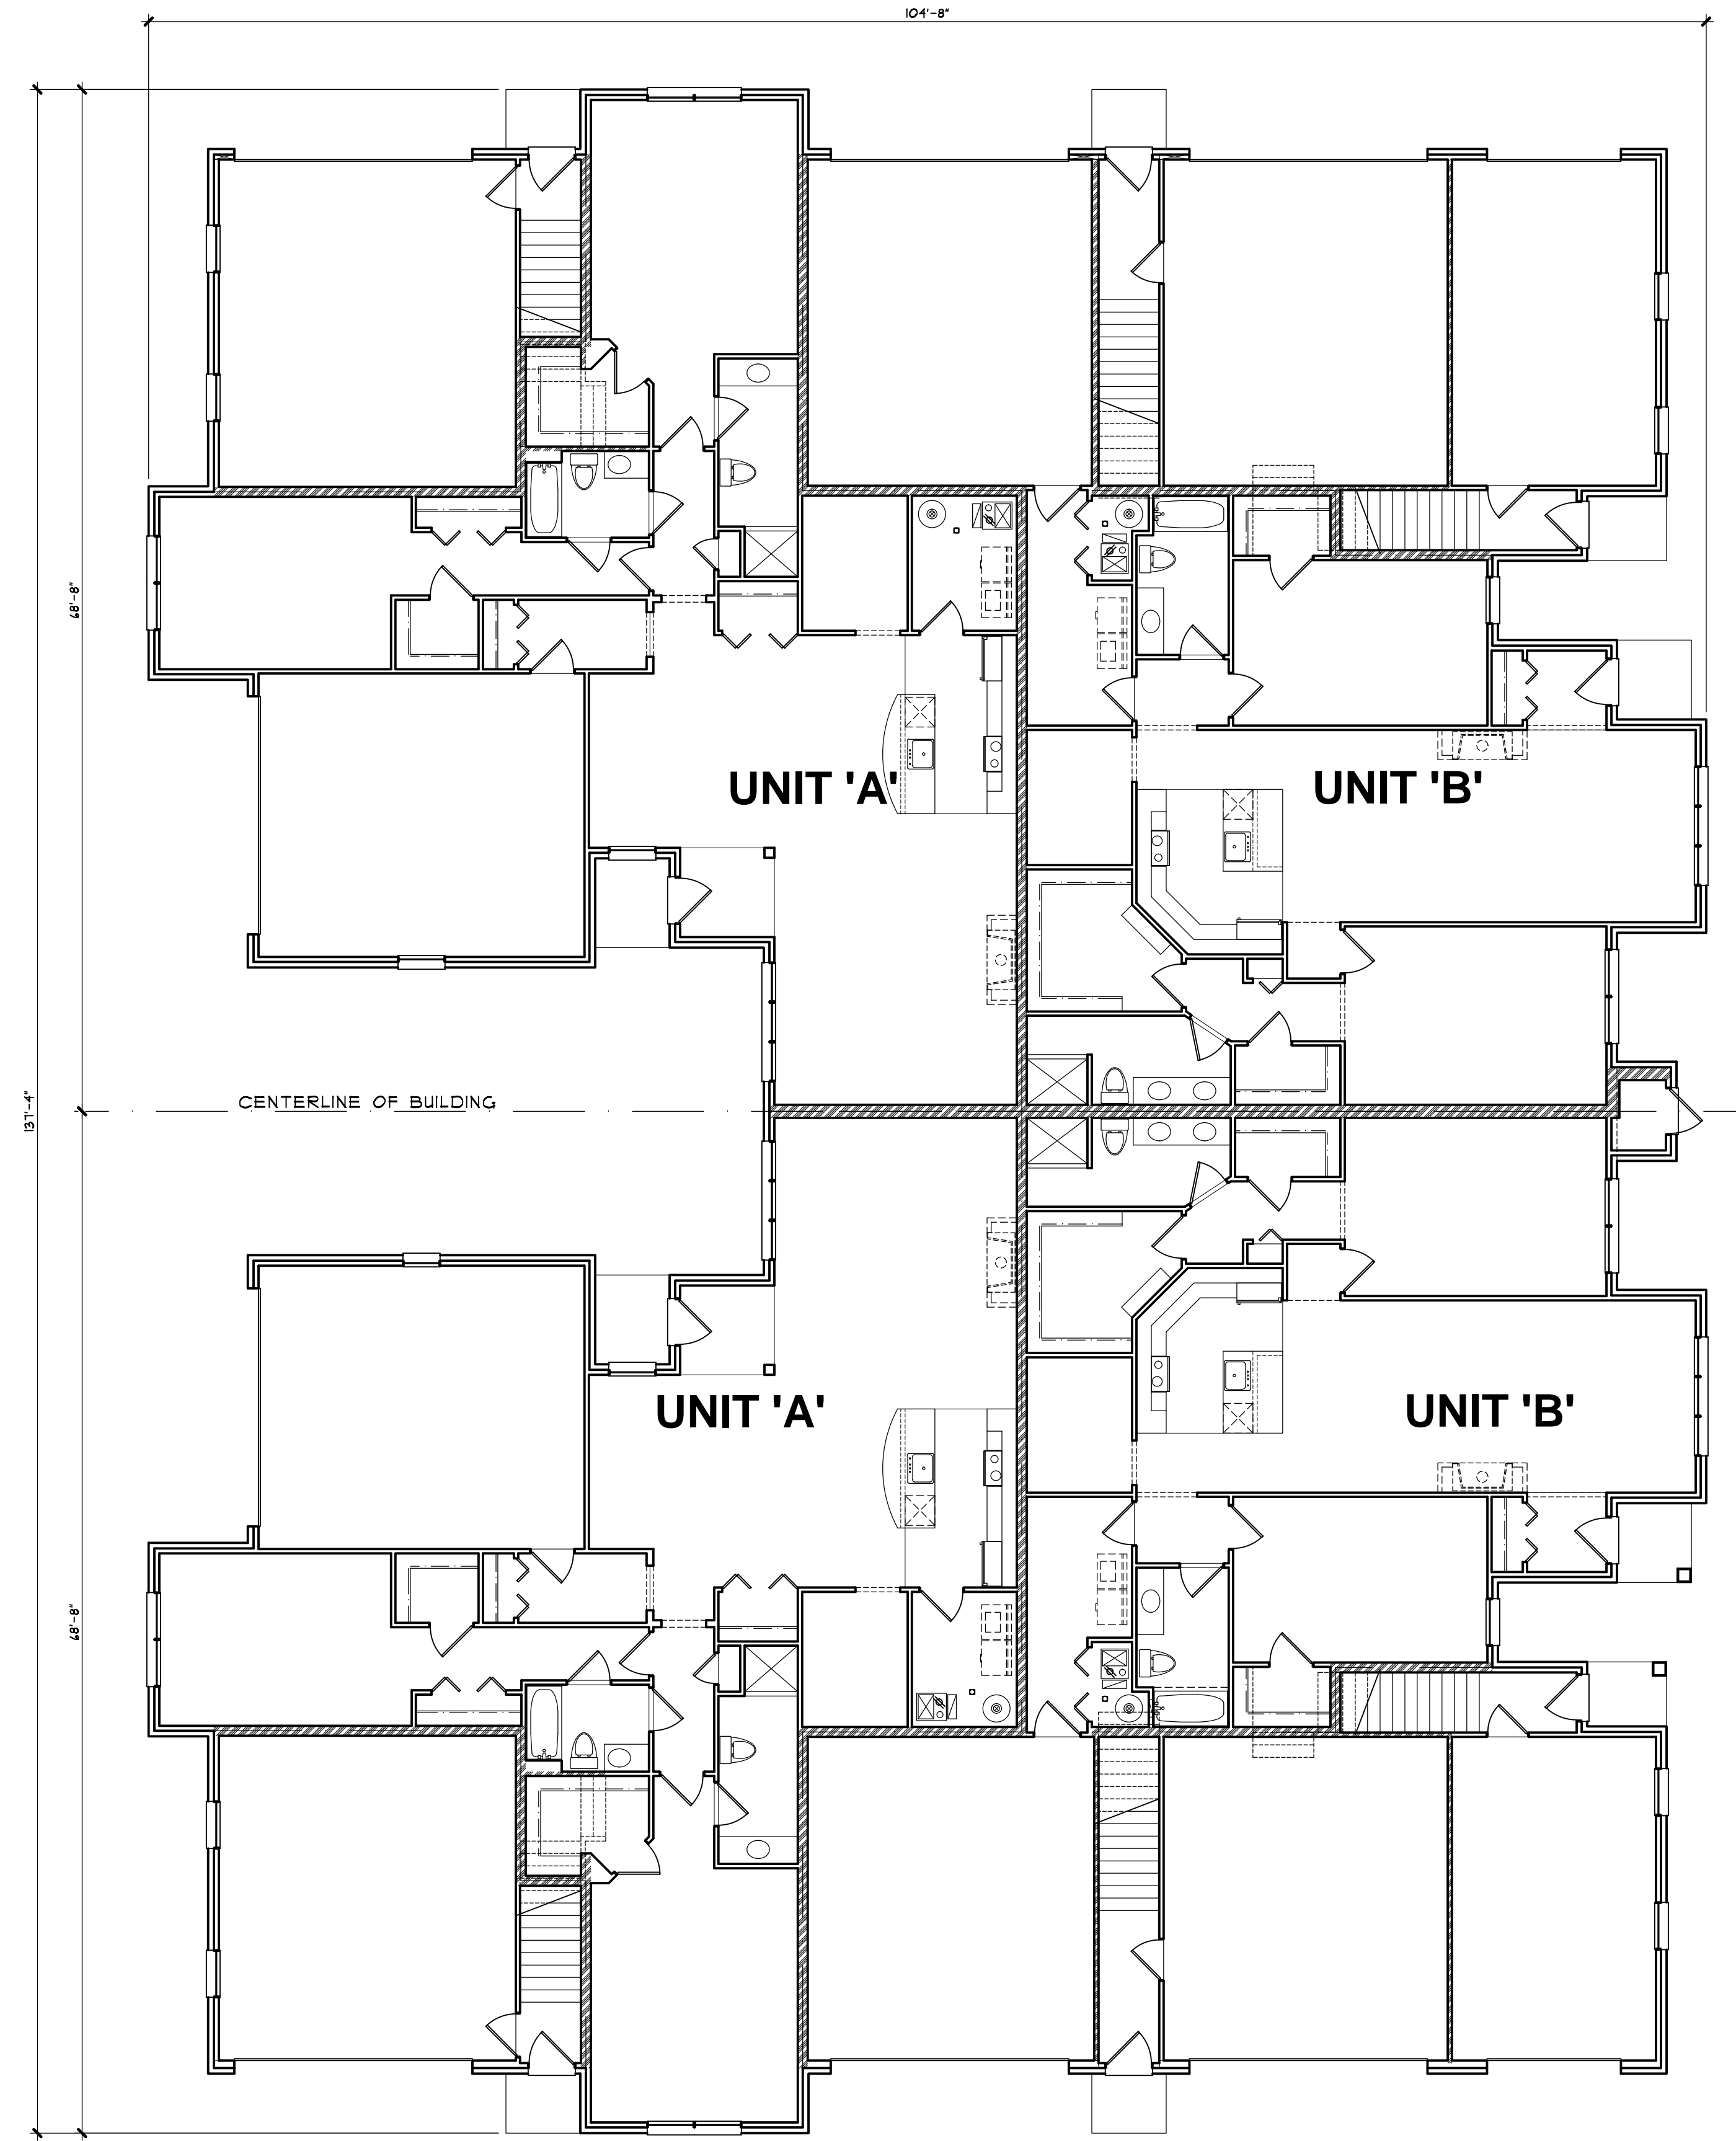 104'-8"
68'-8"
UNIT 'A'
UNIT 'B'
CENTERLINE OF BUILDING
137'-4"
UNIT 'A'
UNIT 'B'
68'-8"